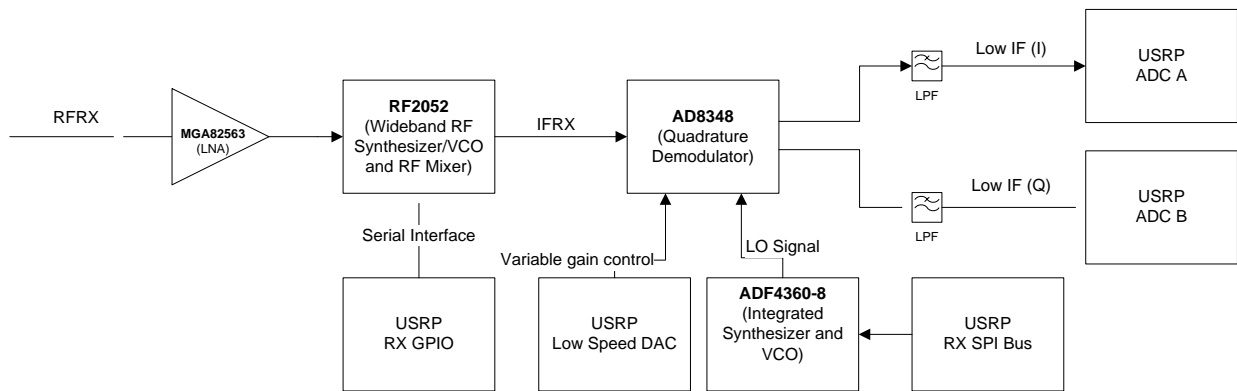 RFRX
MGA82563
(LNA)
RF2052
(Wideband RF
Synthesizer/VCO
and RF Mixer)
IFRX
AD8348
(Quadrature
Demodulator)
LPF
Low IF (I)
USRP
ADC A
LPF
Low IF (Q)
USRP
ADC B
Serial Interface
Variable gain control
LO Signal
USRP
RX GPIO
USRP
Low Speed DAC
ADF4360-8
(Integrated
Synthesizer and
VCO)
USRP
RX SPI Bus